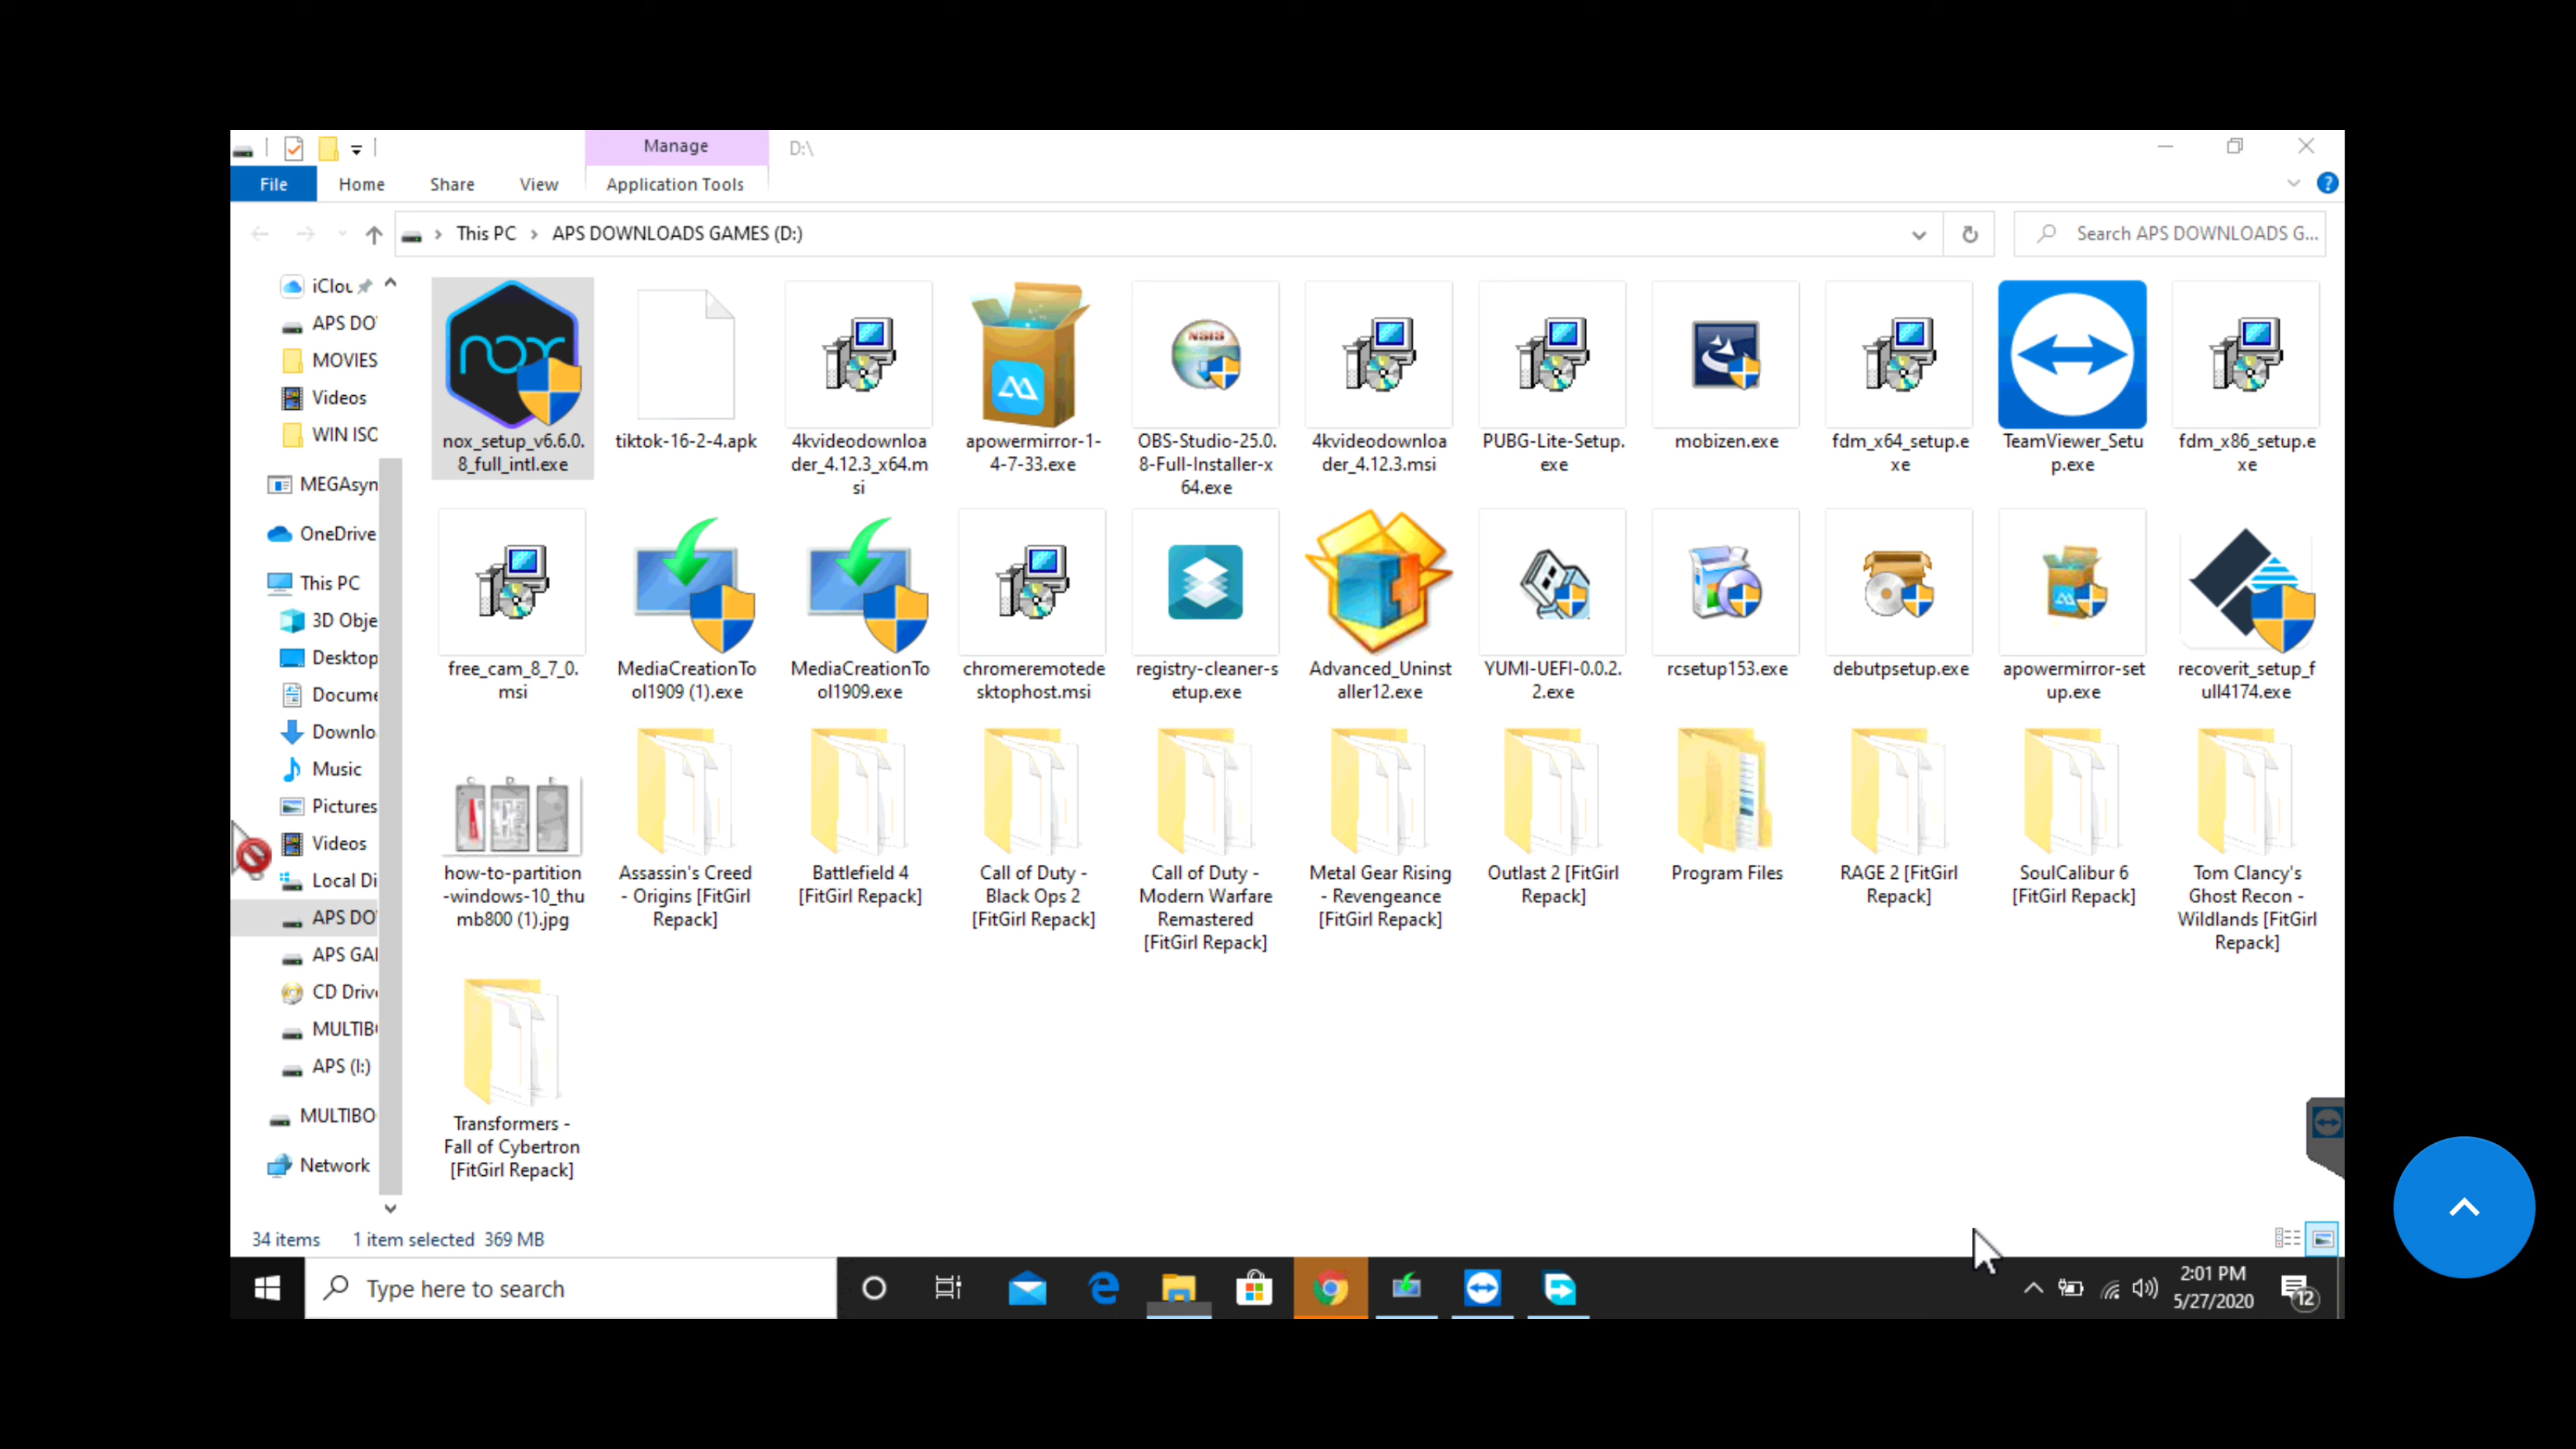 Manage
D:\
File
Home
Share
View
Application Tools
This PC
APS DOWNLOADS GAMES (D:)
Search APS DOWNLOADS G...
iClou
APS DO
MOVIES
Videos
WIN ISO
MEGAsyn
OneDrive
This PC
3D Obje
Desktop
Docume
Downlo
Music
Pictures
Videos
Local Di
APS DO
APS GA
CD Driv
MULTIB
APS (I:)
MULTIBO
Network
nox
nox_setup_v6.6.0.
8_full_intl.exe
tiktok-16-2-4.apk
4kvideodownloa
der_4.12.3_x64.m
si
apowermirror-1-
4-7-33.exe
NSIS
OBS-Studio-25.0.
8-Full-Installer-x
64.exe
4kvideodownloa
der_4.12.3.msi
PUBG-Lite-Setup.
exe
mobizen.exe
fdm_x64_setup.e
xe
TeamViewer_Setu
p.exe
fdm_x86_setup.e
xe
free_cam_8_7_0.
msi
MediaCreationTo
ol1909 (1).exe
MediaCreationTo
ol1909.exe
chromeremotede
sktophost.msi
registry-cleaner-s
etup.exe
Advanced_Uninst
aller12.exe
YUMI-UEFI-0.0.2.
2.exe
rcsetup153.exe
debutpsetup.exe
apowermirror-set
up.exe
recoverit_setup_f
ull4174.exe
how-to-partition
-windows-10_thu
mb800 (1).jpg
Assassin's Creed
- Origins [FitGirl
Repack]
Battlefield 4
[FitGirl Repack]
Call of Duty -
Black Ops 2
[FitGirl Repack]
Call of Duty -
Modern Warfare
Remastered
[FitGirl Repack]
Metal Gear Rising
- Revengeance
[FitGirl Repack]
Outlast 2 [FitGirl
Repack]
Program Files
RAGE 2 [FitGirl
Repack]
SoulCalibur 6
[FitGirl Repack]
Tom Clancy's
Ghost Recon -
Wildlands [FitGirl
Repack]
Transformers -
Fall of Cybertron
[FitGirl Repack]
34 items
1 item selected 369 MB
Type here to search
2:01 PM
5/27/2020
12